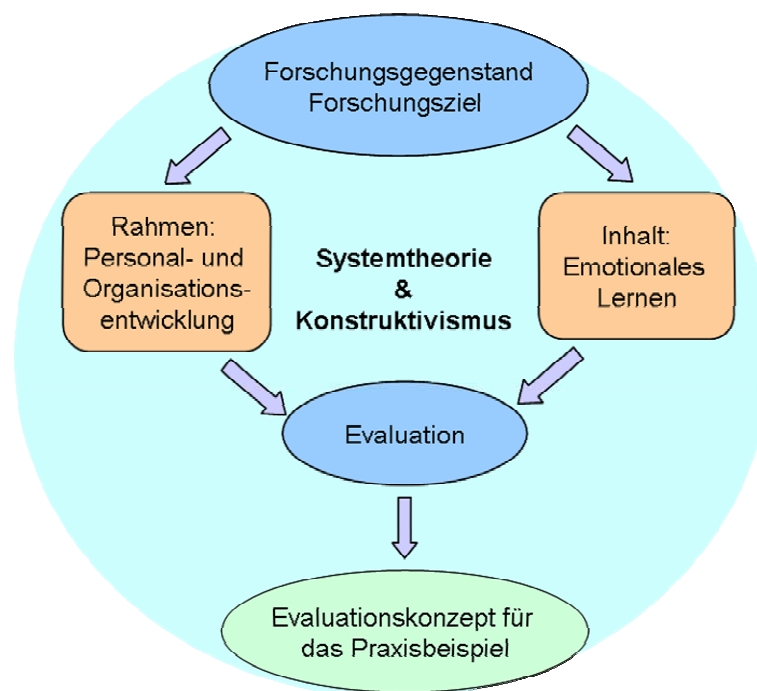 Forschungsgegenstand
Forschungsziel
Rahmen:
Personal- und
Organisations-
entwicklung
Systemtheorie
&
Konstruktivismus
Inhalt:
Emotionales
Lernen
Evaluation
Evaluationskonzept für
das Praxisbeispiel